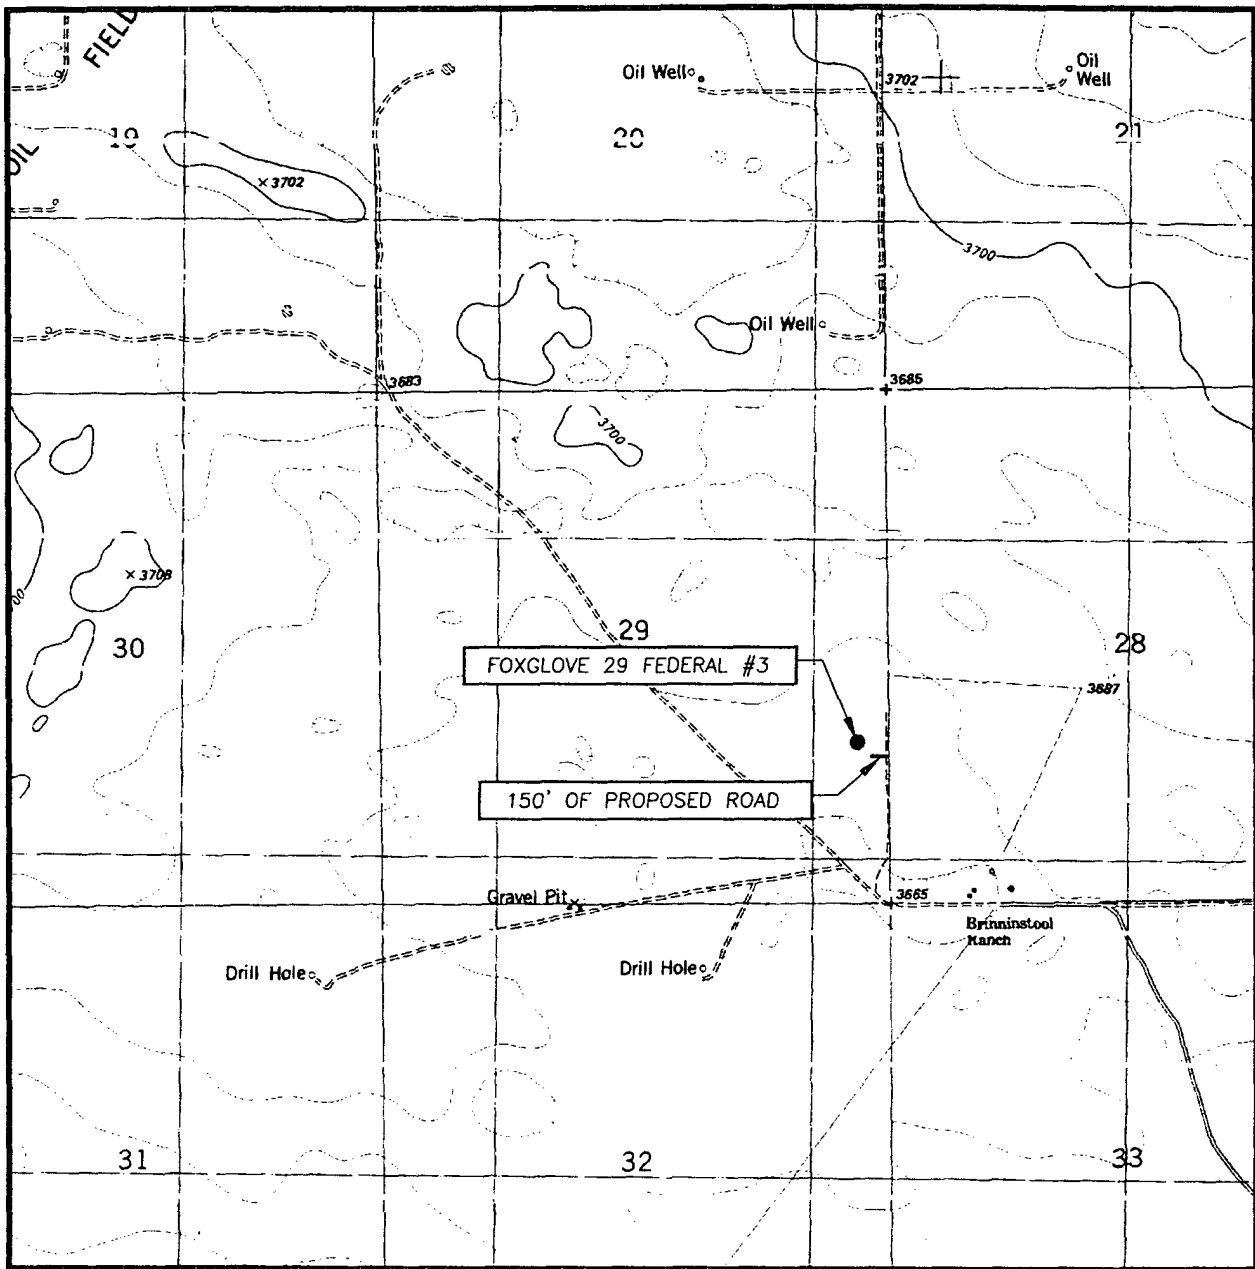 FIELD
OIL
Oil Well
3702
Oil
Well
19
20
21
3702
3700
Oil Well
3683
3685
3700
3708
00
30
29
28
FOXGLOVE 29 FEDERAL #3
3687
150' OF PROPOSED ROAD
Gravel Pit
3665
Brinninstool
Ranch
Drill Hole
Drill Hole
31
32
33